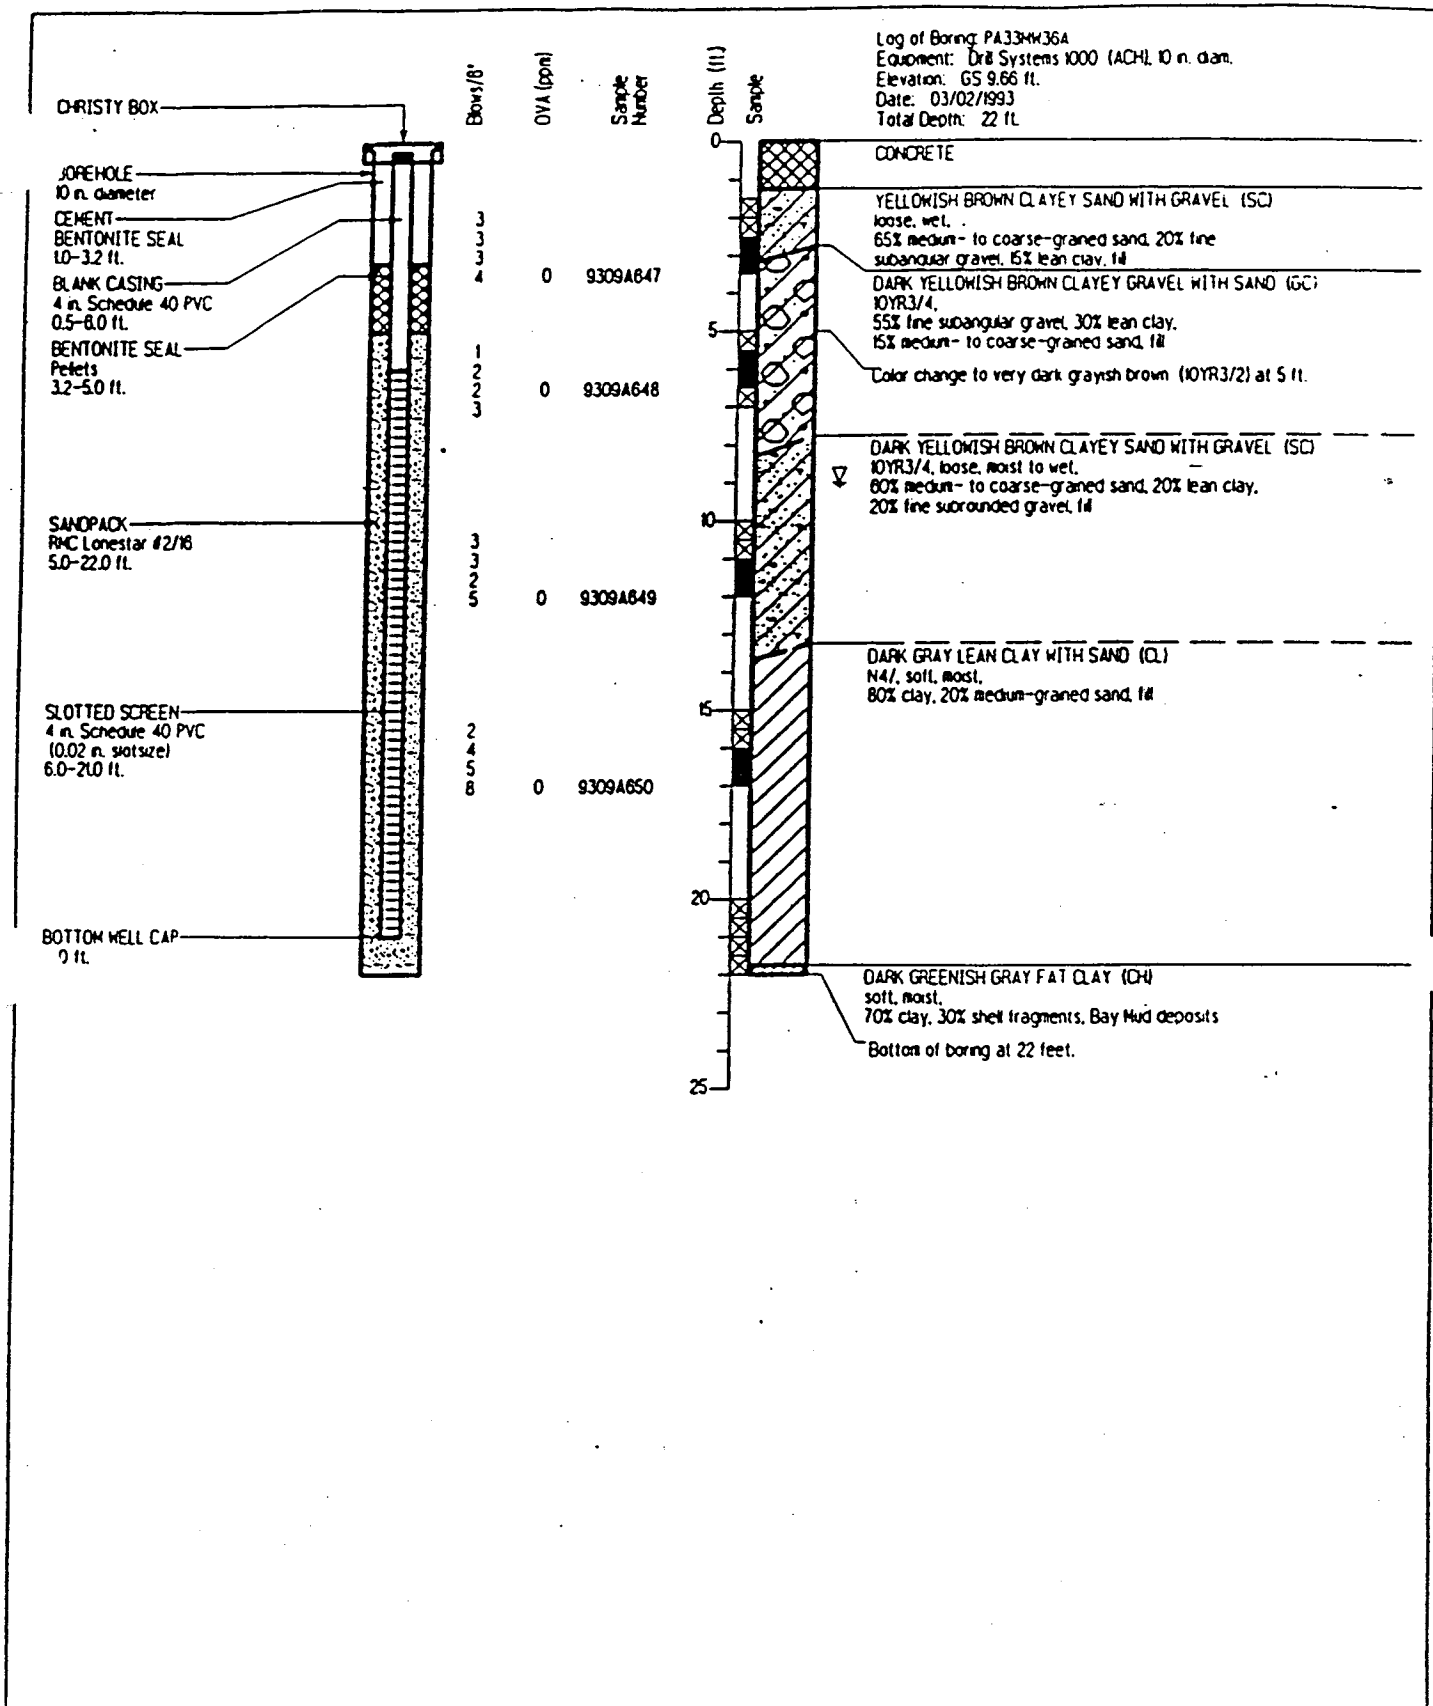 Log of Boring: PA33MW36A
Equipment: Drill Systems 1000 (ACH), 10 in. diam.
Elevation: GS 9.66 ft.
Date: 03/02/1993
Total Depth: 22 ft.
Blows/6"
OVA (ppm)
Sample
Number
Depth (ft)
Sample
CHRISTY BOX
BOREHOLE
10 in. diameter
CEMENT
BENTONITE SEAL
1.0-3.2 ft.
BLANK CASING
4 in. Schedule 40 PVC
0.5-6.0 ft.
BENTONITE SEAL
Pellets
3.2-5.0 ft.
SANDPACK
RMC Lonestar #2/16
5.0-22.0 ft.
SLOTTED SCREEN
4 in. Schedule 40 PVC
(0.02 in. slotsize)
6.0-21.0 ft.
BOTTOM WELL CAP
0 ft.
3
3
3
4 0 9309A647
1
2
2 0 9309A648
3
3
3
2
5 0 9309A649
2
4
5
8 0 9309A650
0
5
10
15
20
25
CONCRETE
YELLOWISH BROWN CLAYEY SAND WITH GRAVEL (SC)
loose, wet,
65% medium- to coarse-grained sand, 20% fine
subangular gravel, 15% lean clay, fill
DARK YELLOWISH BROWN CLAYEY GRAVEL WITH SAND (GC)
10YR3/4,
55% fine subangular gravel, 30% lean clay,
15% medium- to coarse-grained sand, fill
Color change to very dark grayish brown (10YR3/2) at 5 ft.
DARK YELLOWISH BROWN CLAYEY SAND WITH GRAVEL (SC)
10YR3/4, loose, moist to wet,
60% medium- to coarse-grained sand, 20% lean clay,
20% fine subrounded gravel, fill
DARK GRAY LEAN CLAY WITH SAND (CL)
N4/, soft, moist,
80% clay, 20% medium-grained sand, fill
DARK GREENISH GRAY FAT CLAY (CH)
soft, moist,
70% clay, 30% shell fragments, Bay Mud deposits
Bottom of boring at 22 feet.